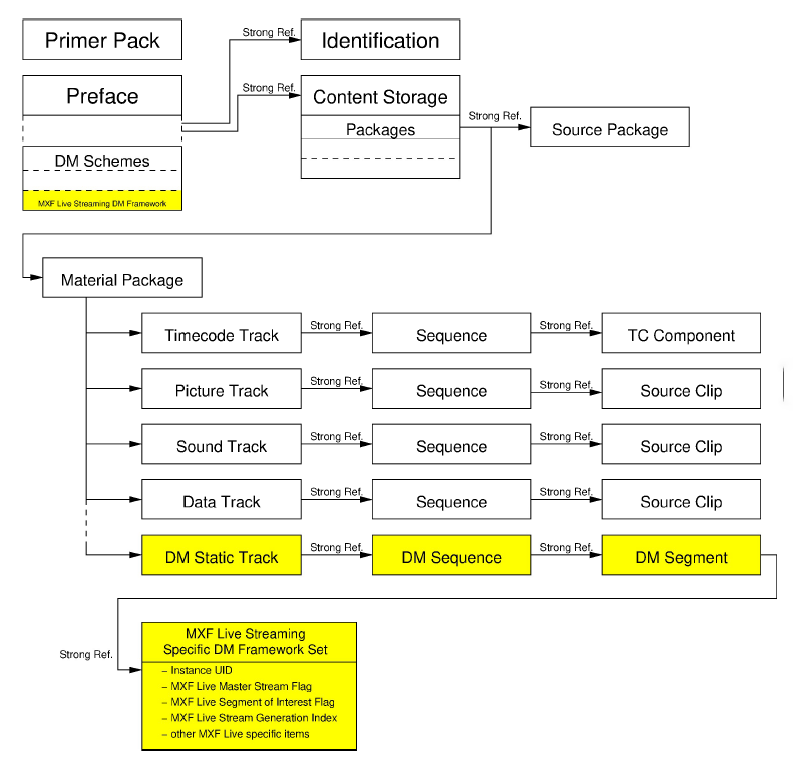 Primer Pack
Strong Ref.
Identification
Preface
Strong Ref.
Content Storage
Packages
Strong Ref.
Source Package
DM Schemes
MXF Live Streaming DM Framework
Material Package
Timecode Track
Strong Ref.
Sequence
Strong Ref.
TC Component
Picture Track
Strong Ref.
Sequence
Strong Ref.
Source Clip
Sound Track
Strong Ref.
Sequence
Strong Ref.
Source Clip
Data Track
Strong Ref.
Sequence
Strong Ref.
Source Clip
DM Static Track
Strong Ref.
DM Sequence
Strong Ref.
DM Segment
Strong Ref.
MXF Live Streaming
Specific DM Framework Set
– Instance UID
– MXF Live Master Stream Flag
– MXF Live Segment of Interest Flag
– MXF Live Stream Generation Index
– other MXF Live specific items